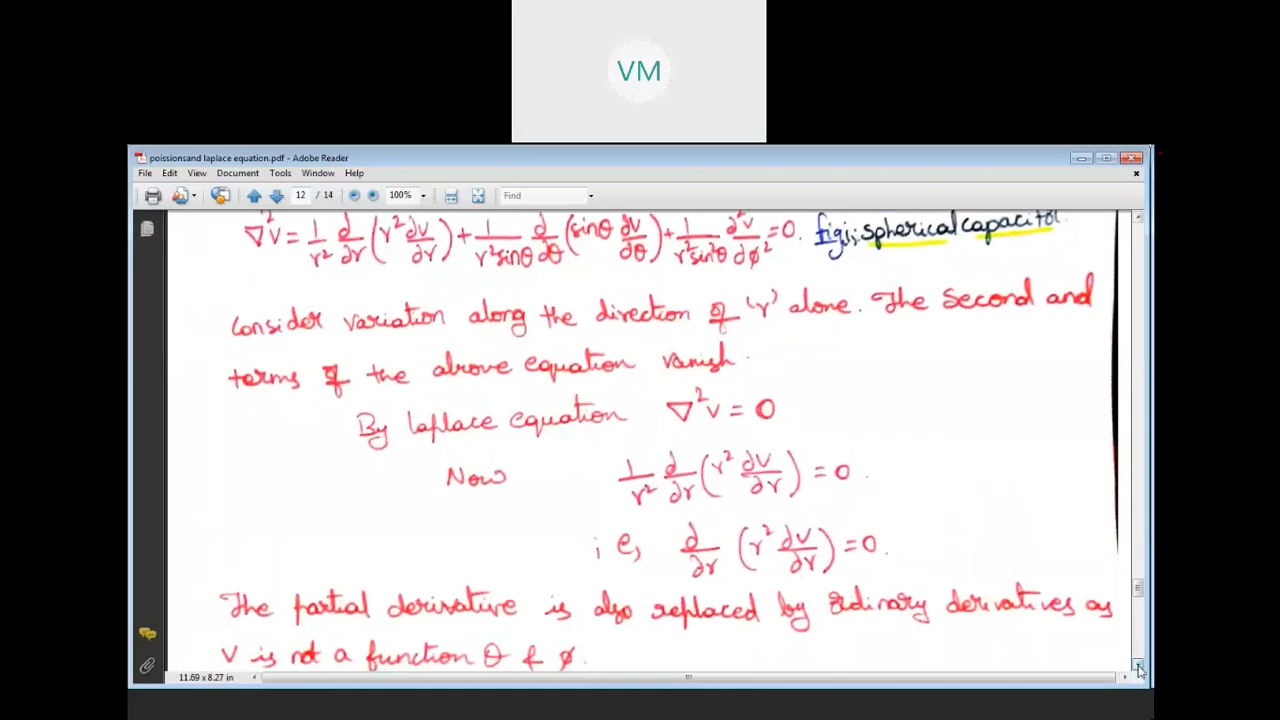 VM
poissionsand laplace equation.pdf - Adobe Reader
File Edit View Document Tools Window Help
12 / 14 100% Find
∇²V = 1/r² ∂/∂r (r² ∂V/∂r) + 1/(r² sinθ) ∂/∂θ (sinθ ∂V/∂θ) + 1/(r² sin²θ) ∂²V/∂φ² = 0. fig: spherical capacitor.
Consider variation along the direction of 'r' alone. The second and
terms of the above equation vanish.
By laplace equation ∇²V = 0
Now 1/r² ∂/∂r (r² ∂V/∂r) = 0.
i e, ∂/∂r (r² ∂V/∂r) = 0.
The partial derivative is also replaced by ordinary derivatives as
V is not a function θ & φ.
11.69 x 8.27 in